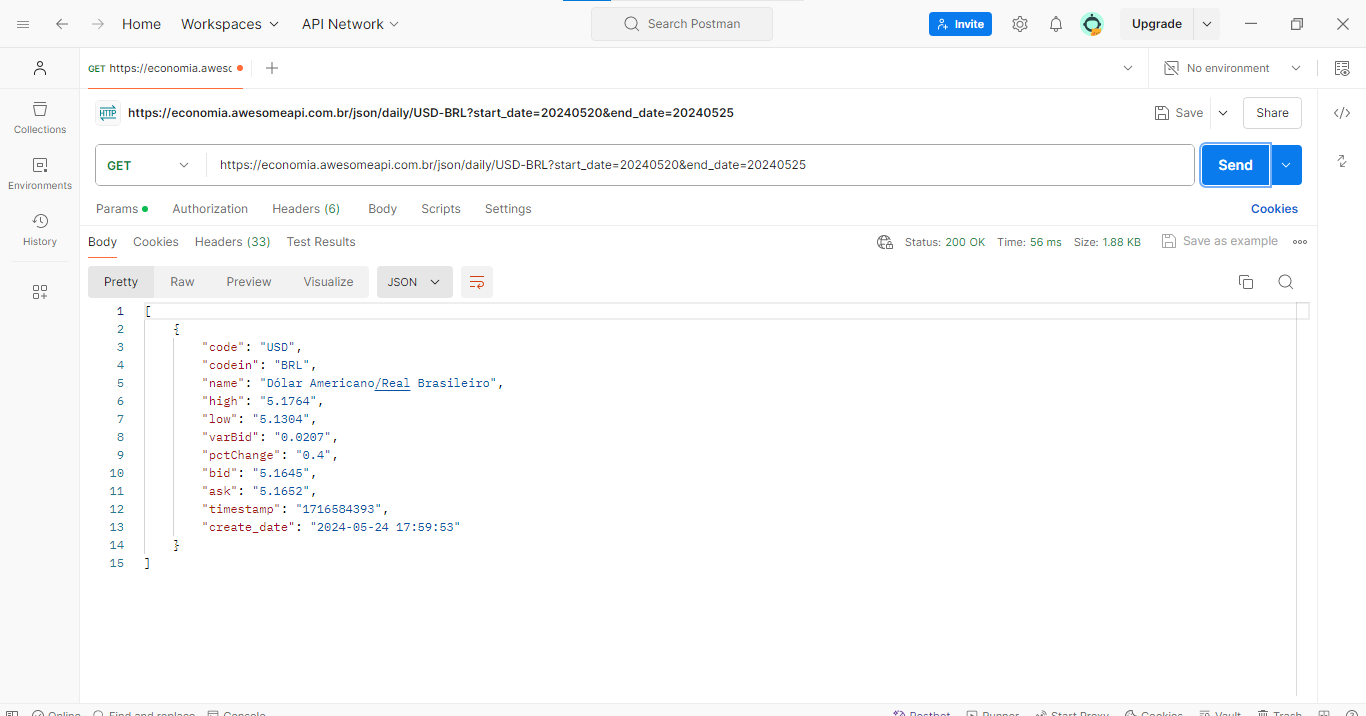 Home Workspaces API Network Search Postman Invite Upgrade
GET https://economia.awesc No environment
HTTP https://economia.awesomeapi.com.br/json/daily/USD-BRL?start_date=20240520&end_date=20240525 Save Share
Collections
GET https://economia.awesomeapi.com.br/json/daily/USD-BRL?start_date=20240520&end_date=20240525 Send
Environments
Params Authorization Headers (6) Body Scripts Settings Cookies
History
Body Cookies Headers (33) Test Results Status: 200 OK Time: 56 ms Size: 1.88 KB Save as example
Pretty Raw Preview Visualize JSON
1 [
2 {
3 "code": "USD",
4 "codein": "BRL",
5 "name": "Dólar Americano/Real Brasileiro",
6 "high": "5.1764",
7 "low": "5.1304",
8 "varBid": "0.0207",
9 "pctChange": "0.4",
10 "bid": "5.1645",
11 "ask": "5.1652",
12 "timestamp": "1716584393",
13 "create_date": "2024-05-24 17:59:53"
14 }
15 ]
Online Find and replace Console Postbot Runner Start Proxy Cookies Vault Trash